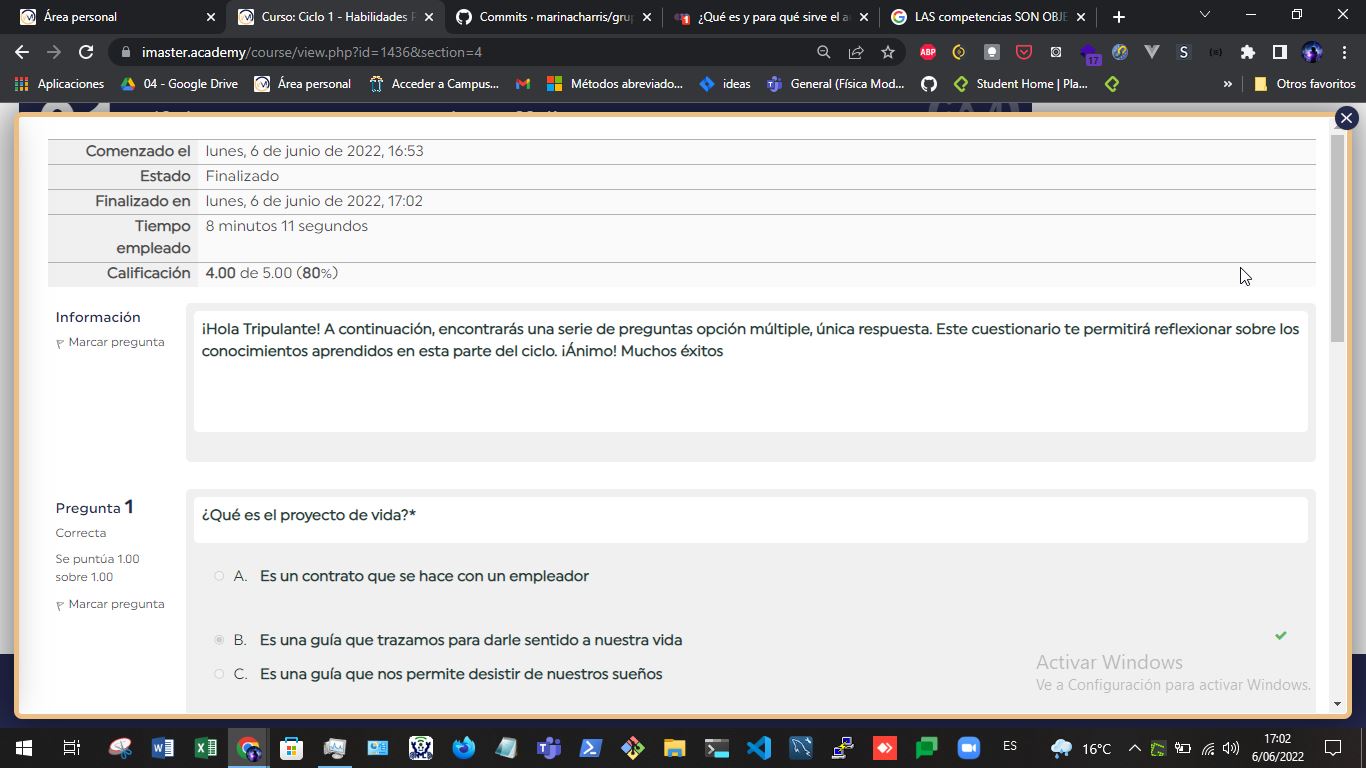 Área personal
Curso: Ciclo 1 - Habilidades P
Commits · marinacharris/gru
¿Qué es y para qué sirve el a
LAS competencias SON OBJE
imaster.academy/course/view.php?id=1436&section=4
ABP
17
S
Aplicaciones
04 - Google Drive
Área personal
Acceder a Campus...
Métodos abreviado...
ideas
General (Física Mod...
Student Home | Pla...
»
Otros favoritos
Comenzado el lunes, 6 de junio de 2022, 16:53
Estado Finalizado
Finalizado en lunes, 6 de junio de 2022, 17:02
Tiempo empleado 8 minutos 11 segundos
Calificación 4.00 de 5.00 (80%)
Información
Marcar pregunta
¡Hola Tripulante! A continuación, encontrarás una serie de preguntas opción múltiple, única respuesta. Este cuestionario te permitirá reflexionar sobre los
conocimientos aprendidos en esta parte del ciclo. ¡Ánimo! Muchos éxitos
Pregunta 1
Correcta
Se puntúa 1.00
sobre 1.00
Marcar pregunta
¿Qué es el proyecto de vida?*
A. Es un contrato que se hace con un empleador
B. Es una guía que trazamos para darle sentido a nuestra vida
C. Es una guía que nos permite desistir de nuestros sueños
Activar Windows
Ve a Configuración para activar Windows.
ES
16°C
17:02
6/06/2022